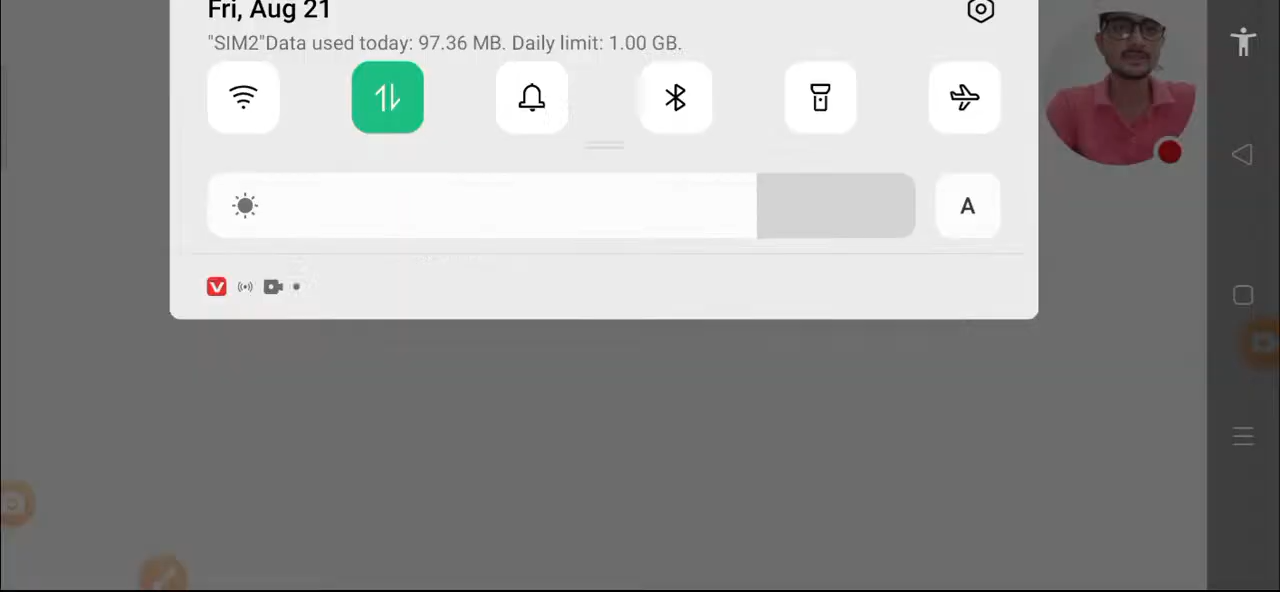 Fri, Aug 21
"SIM2"Data used today: 97.36 MB. Daily limit: 1.00 GB.
A